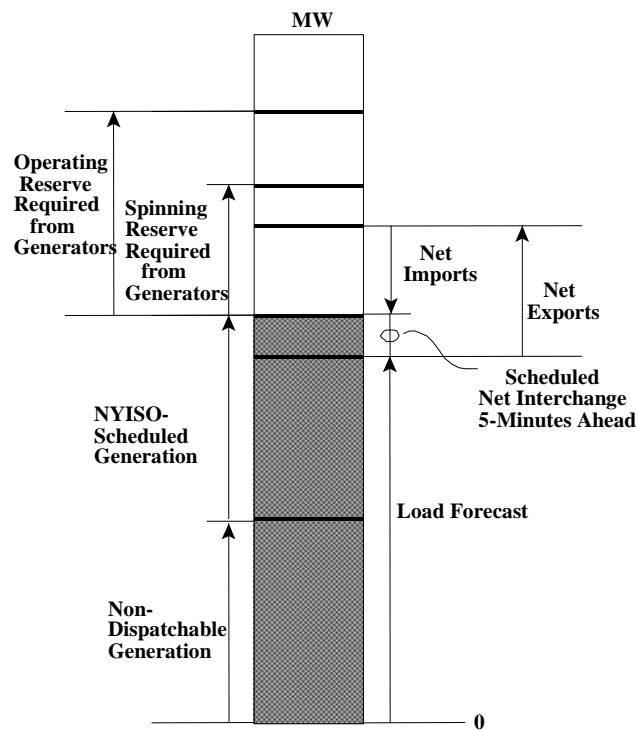 MW
Operating
Reserve
Required
from
Generators
Spinning
Reserve
Required
from
Generators
Net
Imports
Net
Exports
Scheduled
Net Interchange
5-Minutes Ahead
NYISO-
Scheduled
Generation
Load Forecast
Non-
Dispatchable
Generation
0